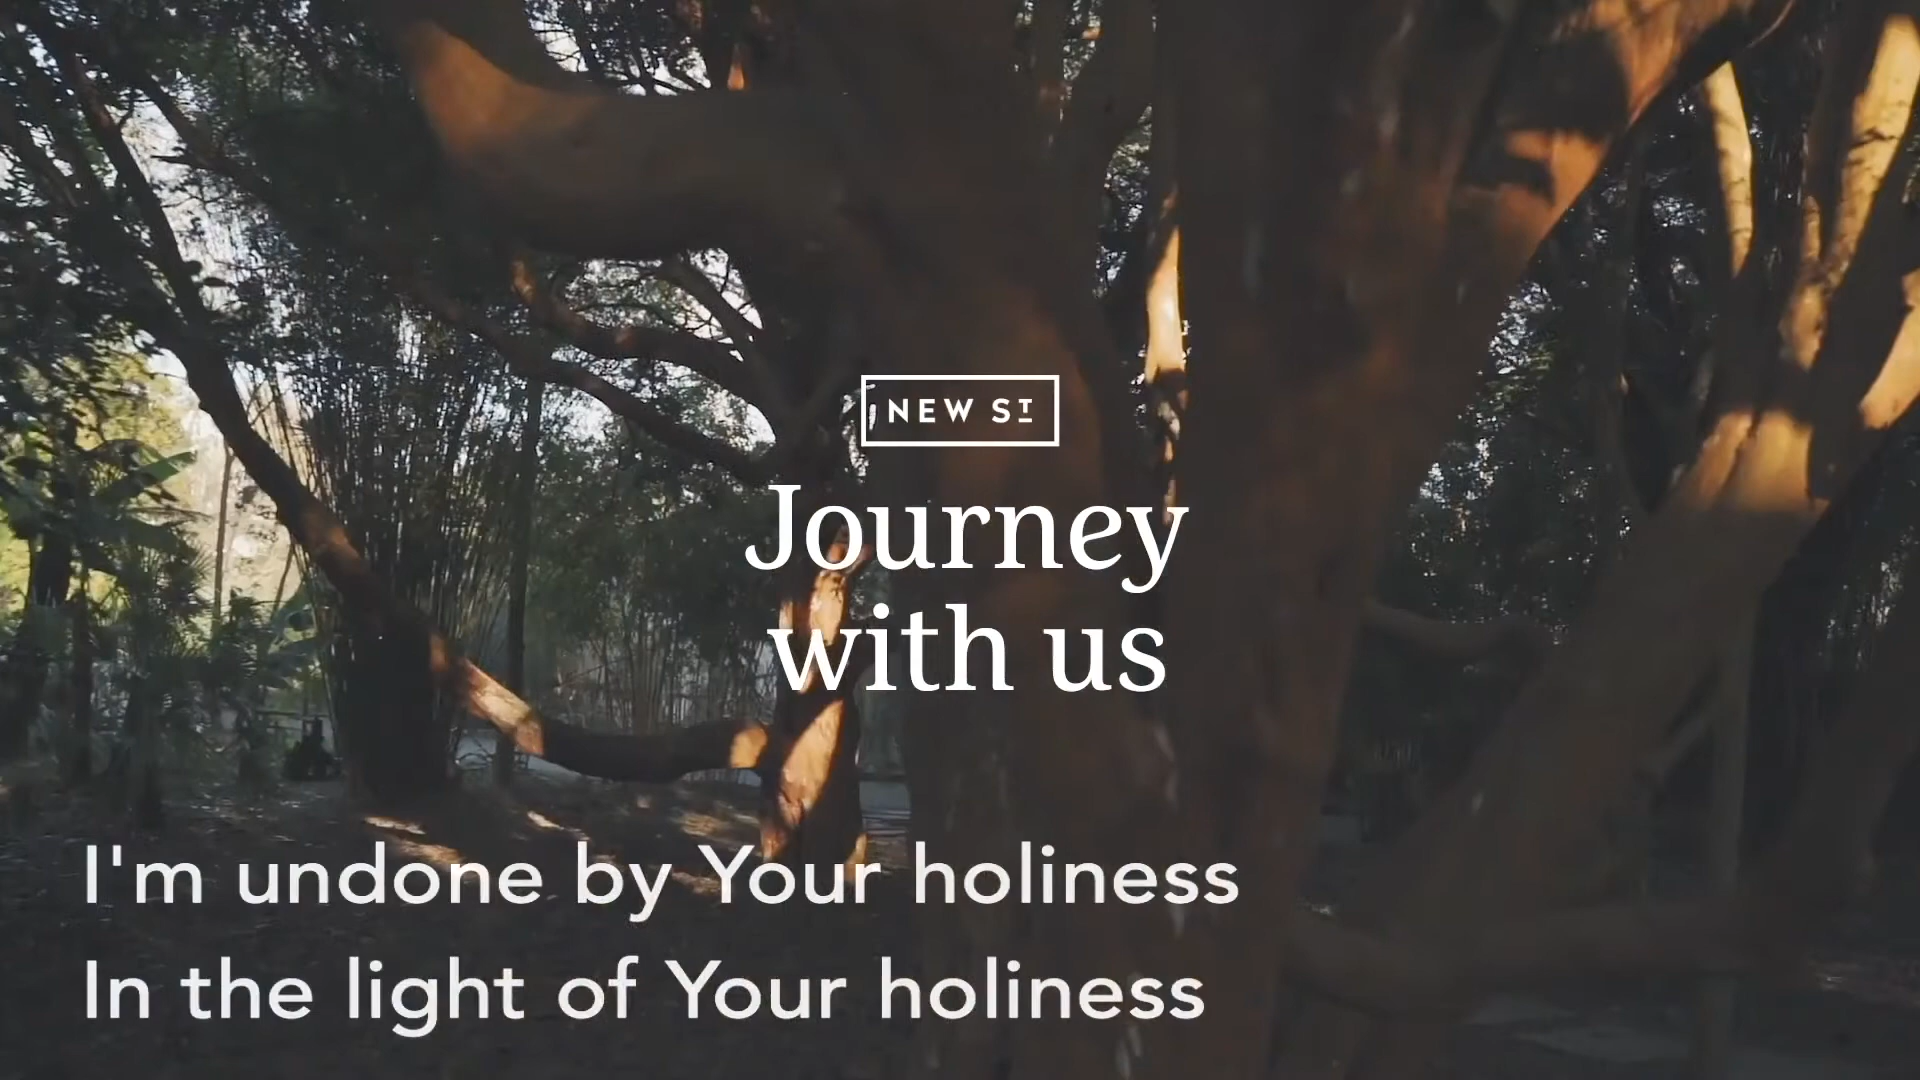 NEW ST
Journey
with us
I'm undone by Your holiness
In the light of Your holiness